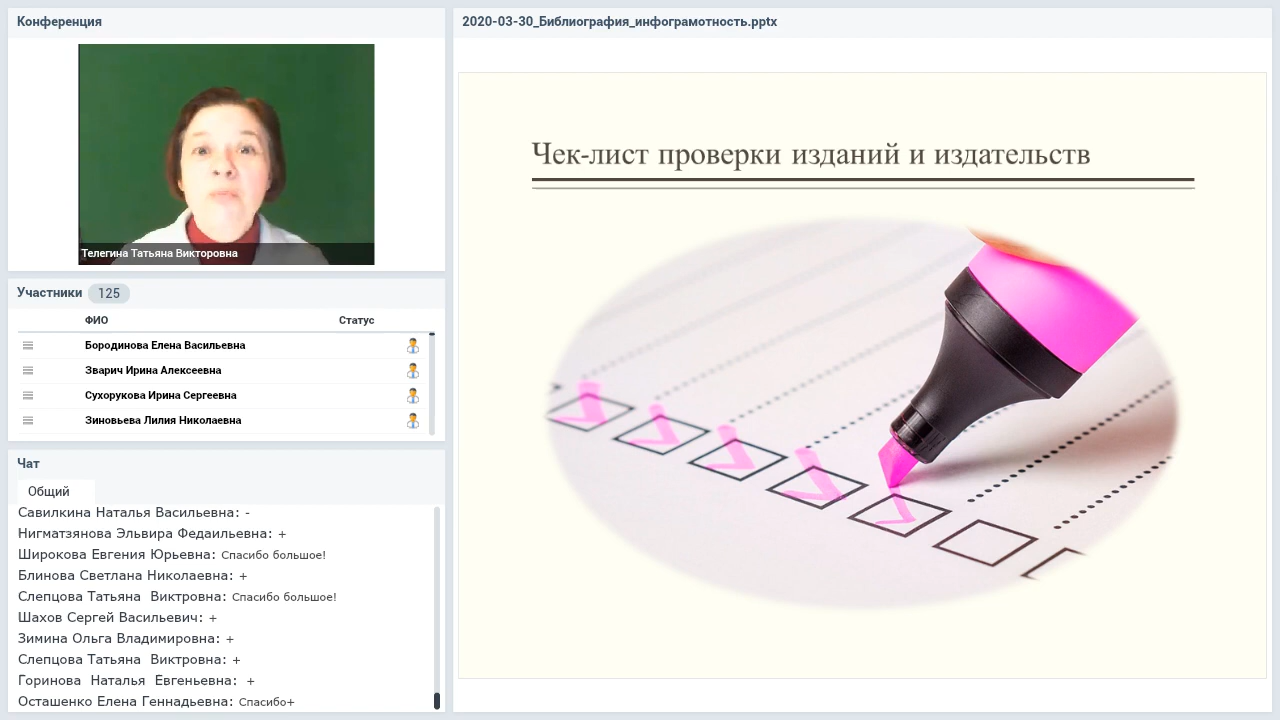 Конференция
Телегина Татьяна Викторовна
Участники 125
ФИО Статус
Бородинова Елена Васильевна
Зварич Ирина Алексеевна
Сухорукова Ирина Сергеевна
Зиновьева Лилия Николаевна
Чат
Общий
Савилкина Наталья Васильевна: -
Нигматзянова Эльвира Федаильевна: +
Широкова Евгения Юрьевна: Спасибо большое!
Блинова Светлана Николаевна: +
Слепцова Татьяна Виктровна: Спасибо большое!
Шахов Сергей Васильевич: +
Зимина Ольга Владимировна: +
Слепцова Татьяна Виктровна: +
Горинова Наталья Евгеньевна: +
Осташенко Елена Геннадьевна: Спасибо+
2020-03-30_Библиография_инфограмотность.pptx
Чек-лист проверки изданий и издательств